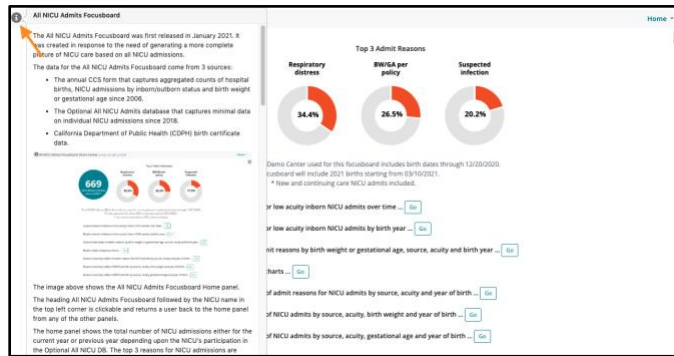 All NICU Admits Focusboard
Home
The All NICU Admits Focusboard was first released in January 2021. It
was created in response to the need of generating a more complete
picture of NICU care based on all NICU admissions.
The data for the All NICU Admits Focusboard come from 3 sources:
• The annual CCS form that captures aggregated counts of hospital
births, NICU admissions by inborn/outborn status and birth weight
or gestational age since 2006.
• The Optional All NICU Admits database that captures minimal data
on individual NICU admissions since 2018.
• California Department of Public Health (CDPH) birth certificate
data.
669
The image above shows the All NICU Admits Focusboard Home panel.
The heading All NICU Admits Focusboard followed by the NICU name in
the top left corner is clickable and returns a user back to the home panel
from any of the other panels.
The home panel shows the total number of NICU admissions either for the
current year or previous year depending upon the NICU's participation in
the Optional All NICU DB. The top 3 reasons for NICU admissions are
Top 3 Admit Reasons
Respiratory
distress
BW/GA per
policy
Suspected
infection
34.4%
26.5%
20.2%
Demo Center used for this focusboard includes birth dates through 12/20/2020.
cusboard will include 2021 births starting from 03/10/2021.
* New and continuing care NICU admits included.
or low acuity inborn NICU admits over time ... Go
or low acuity inborn NICU admits by birth year ... Go
mit reasons by birth weight or gestational age, source, acuity and birth year ... Go
charts ... Go
of admit reasons for NICU admits by source, acuity and year of birth ... Go
of NICU admits by source, acuity, birth weight and year of birth ... Go
of NICU admits by source, acuity, gestational age and year of birth ... Go